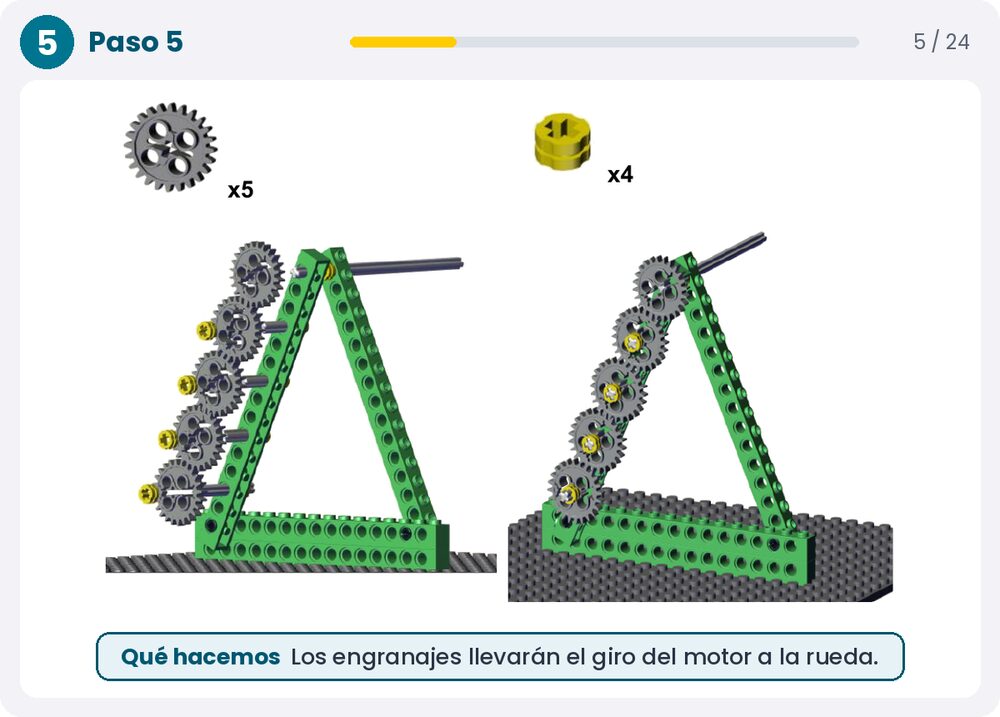 5 Paso 5 5 / 24
x5
x4
Qué hacemos Los engranajes llevarán el giro del motor a la rueda.